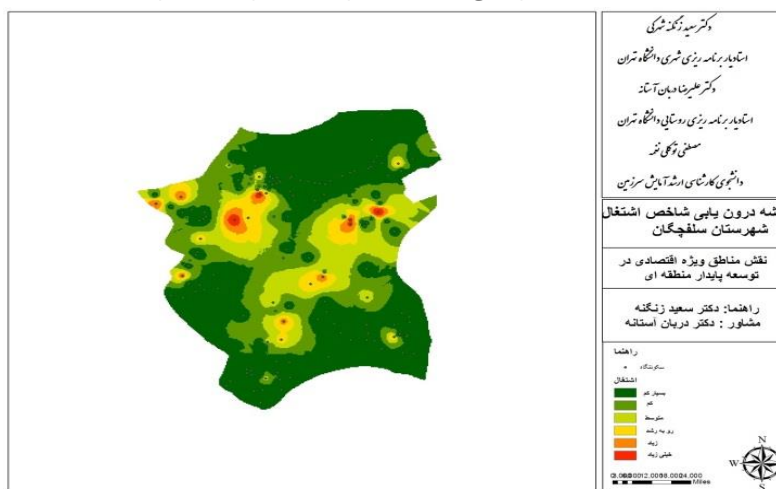 دکتر سعید زنگنه شهرکی
استادیار برنامه ریزی شهری دانشگاه تهران
دکتر علیرضا دربان آستانه
استادیار برنامه ریزی روستایی دانشگاه تهران
مصطفی توکلی نغمه
دانشجوی کارشناسی ارشد آمایش سرزمین
شه درون یابی شاخص اشتغال
شهرستان سلفچگان
نقش مناطق ویژه اقتصادی در
توسعه پایدار منطقه ای
راهنما: دکتر سعید زنگنه
مشاور : دکتر دربان آستانه
راهنما
سکونتگاه
اشتغال
بسیار کم
کم
متوسط
رو به رشد
زیاد
خیلی زیاد
N
W
S
Miles